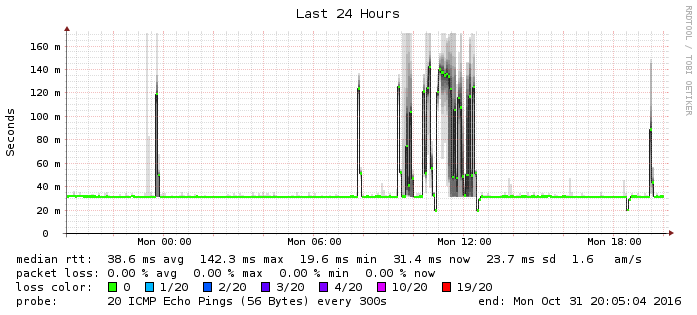 Last 24 Hours
RRDTOOL / TOBI OETIKER
Seconds
160 m
140 m
120 m
100 m
80 m
60 m
40 m
20 m
0
Mon 00:00 Mon 06:00 Mon 12:00 Mon 18:00
median rtt: 38.6 ms avg 142.3 ms max 19.6 ms min 31.4 ms now 23.7 ms sd 1.6 am/s
packet loss: 0.00 % avg 0.00 % max 0.00 % min 0.00 % now
loss color: 0 1/20 2/20 3/20 4/20 10/20 19/20
probe: 20 ICMP Echo Pings (56 Bytes) every 300s end: Mon Oct 31 20:05:04 2016